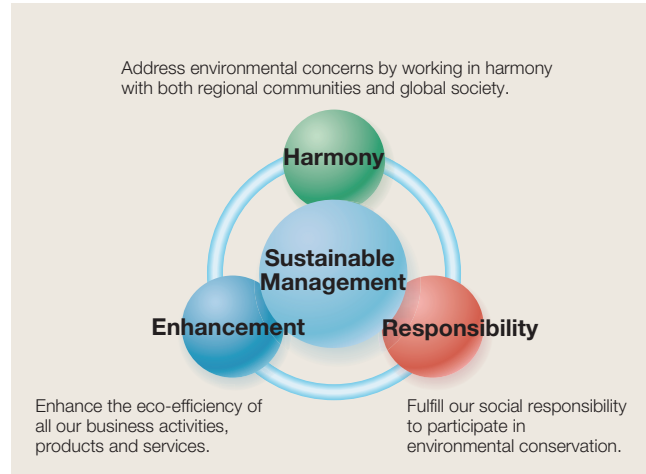 Address environmental concerns by working in harmony
with both regional communities and global society.
Harmony
Sustainable
Management
Enhancement
Responsibility
Enhance the eco-efficiency of
all our business activities,
products and services.
Fulfill our social responsibility
to participate in
environmental conservation.